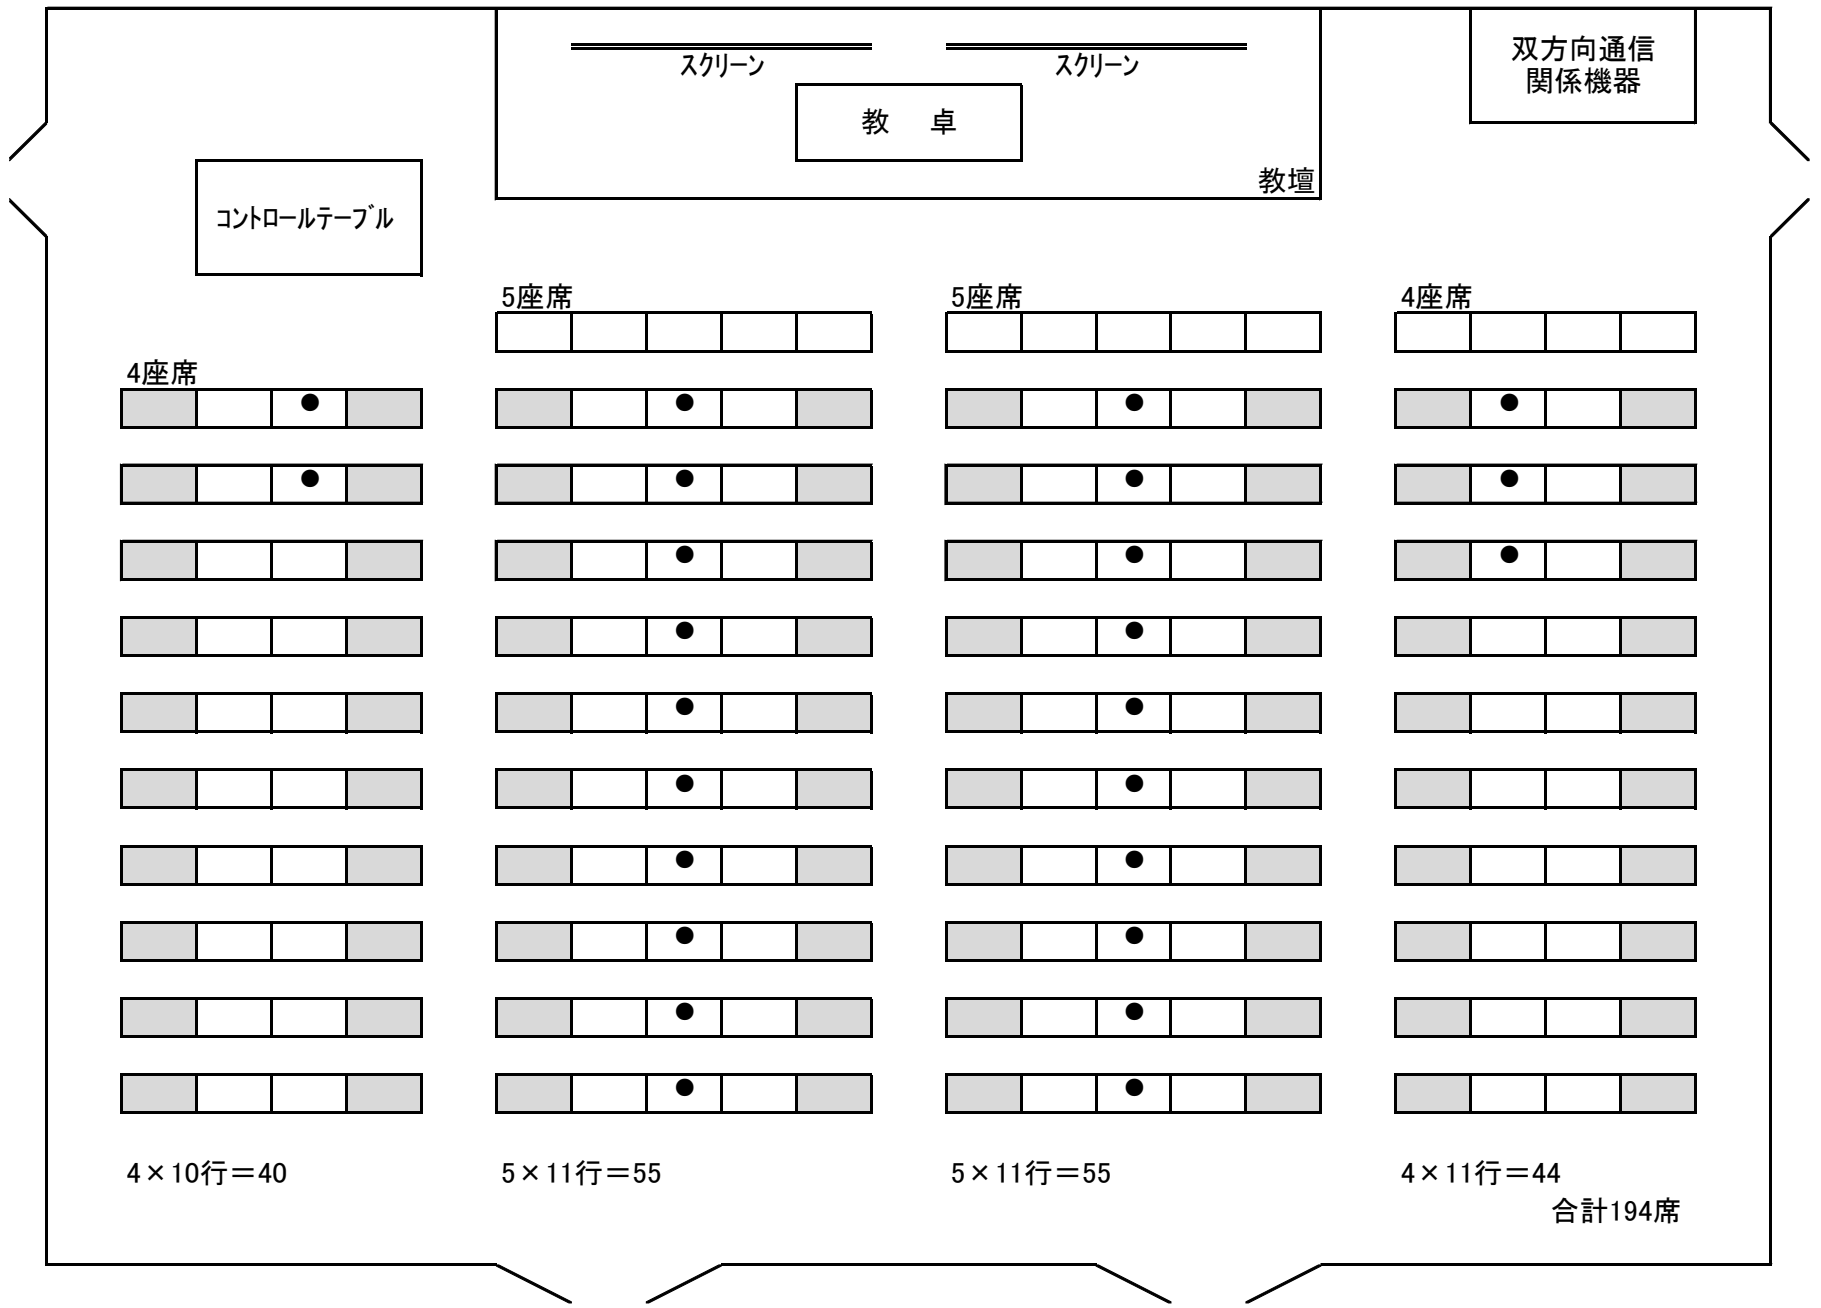 スクリーン
スクリーン
双方向通信
関係機器
教　卓
教壇
コントロールテーブル
5座席
5座席
4座席
4座席
4×10行＝40
5×11行＝55
5×11行＝55
4×11行＝44
合計194席